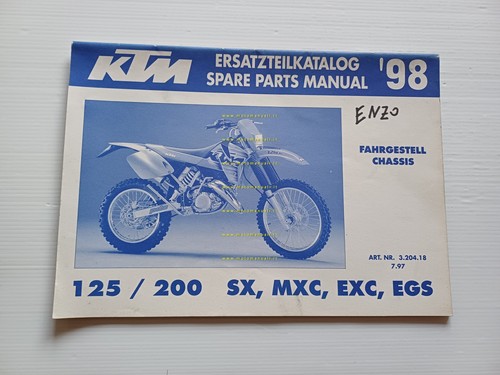 KTM
ERSATZTEILKATALOG
SPARE PARTS MANUAL
'98
ENZO
FAHRGESTELL
CHASSIS
ART. NR. 3.204.18
7.97
125 / 200 SX, MXC, EXC, EGS